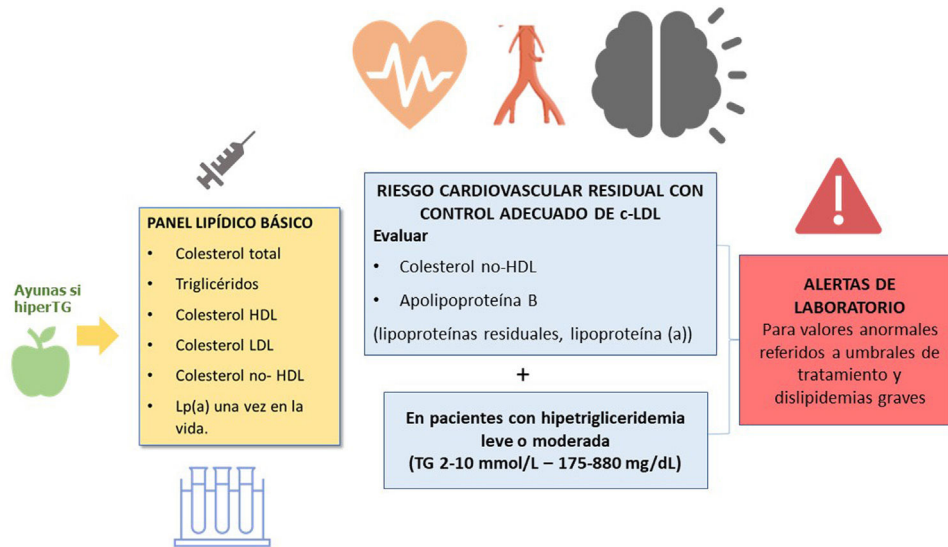 Ayunas si
hiperTG
PANEL LIPÍDICO BÁSICO
• Colesterol total
• Triglicéridos
• Colesterol HDL
• Colesterol LDL
• Colesterol no- HDL
• Lp(a) una vez en la
vida.
RIESGO CARDIOVASCULAR RESIDUAL CON
CONTROL ADECUADO DE c-LDL
Evaluar
• Colesterol no-HDL
• Apolipoproteína B
(lipoproteínas residuales, lipoproteína (a))
+
En pacientes con hipetrigliceridemia
leve o moderada
(TG 2-10 mmol/L – 175-880 mg/dL)
ALERTAS DE
LABORATORIO
Para valores anormales
referidos a umbrales de
tratamiento y
dislipidemias graves